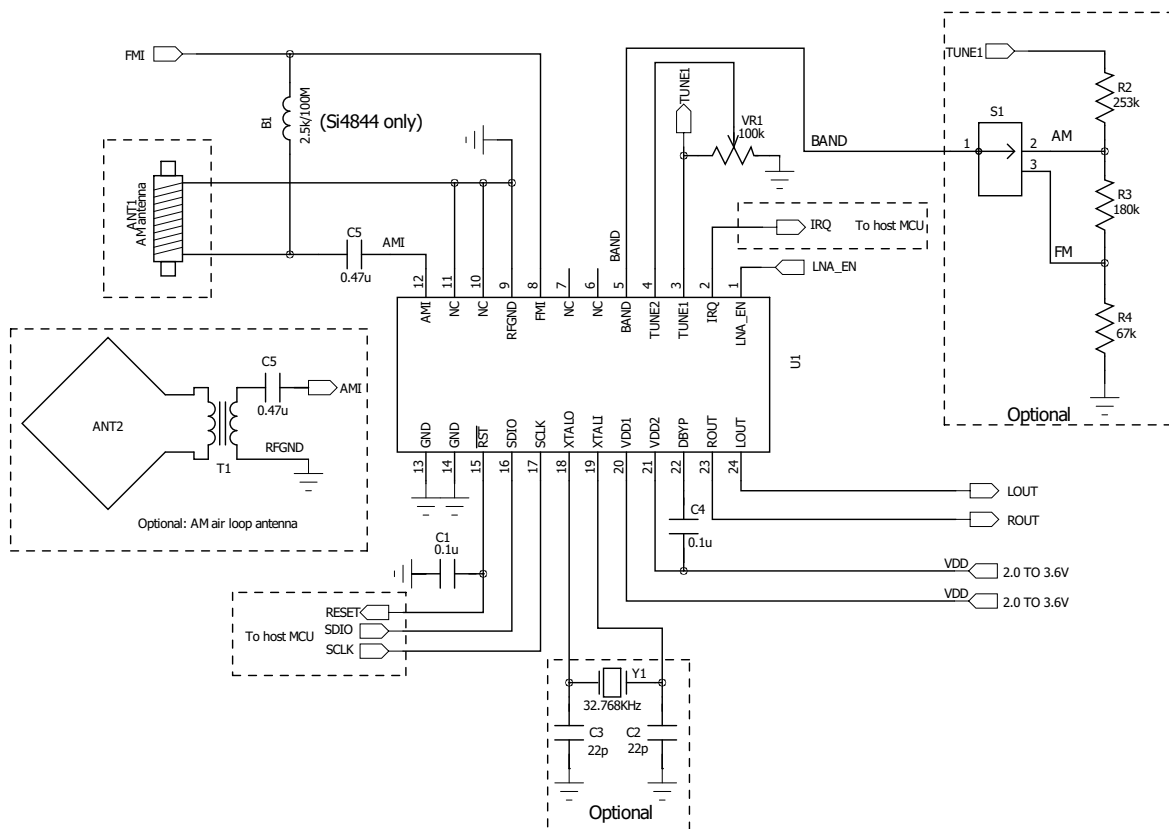 FMI
B1
2.5k/100M
(Si4844 only)
ANT1
AM antenna
C5
0.47u
AMI
TUNE1
VR1
100k
BAND
BAND
IRQ
To host MCU
LNA_EN
TUNE1
R2
253k
S1
1
2
3
AM
R3
180k
FM
R4
67k
Optional
12
11
10
9
8
7
6
5
4
3
2
1
AMI
NC
NC
RFGND
FMI
NC
NC
BAND
TUNE2
TUNE1
IRQ
LNA_EN
U1
GND
GND
RST
SDIO
SCLK
XTALO
XTALI
VDD1
VDD2
DBYP
ROUT
LOUT
13
14
15
16
17
18
19
20
21
22
23
24
ANT2
T1
C5
0.47u
AMI
RFGND
Optional: AM air loop antenna
C1
0.1u
RESET
SDIO
SCLK
To host MCU
C4
0.1u
LOUT
ROUT
VDD
2.0 TO 3.6V
VDD
2.0 TO 3.6V
Y1
32.768KHz
C3
22p
C2
22p
Optional